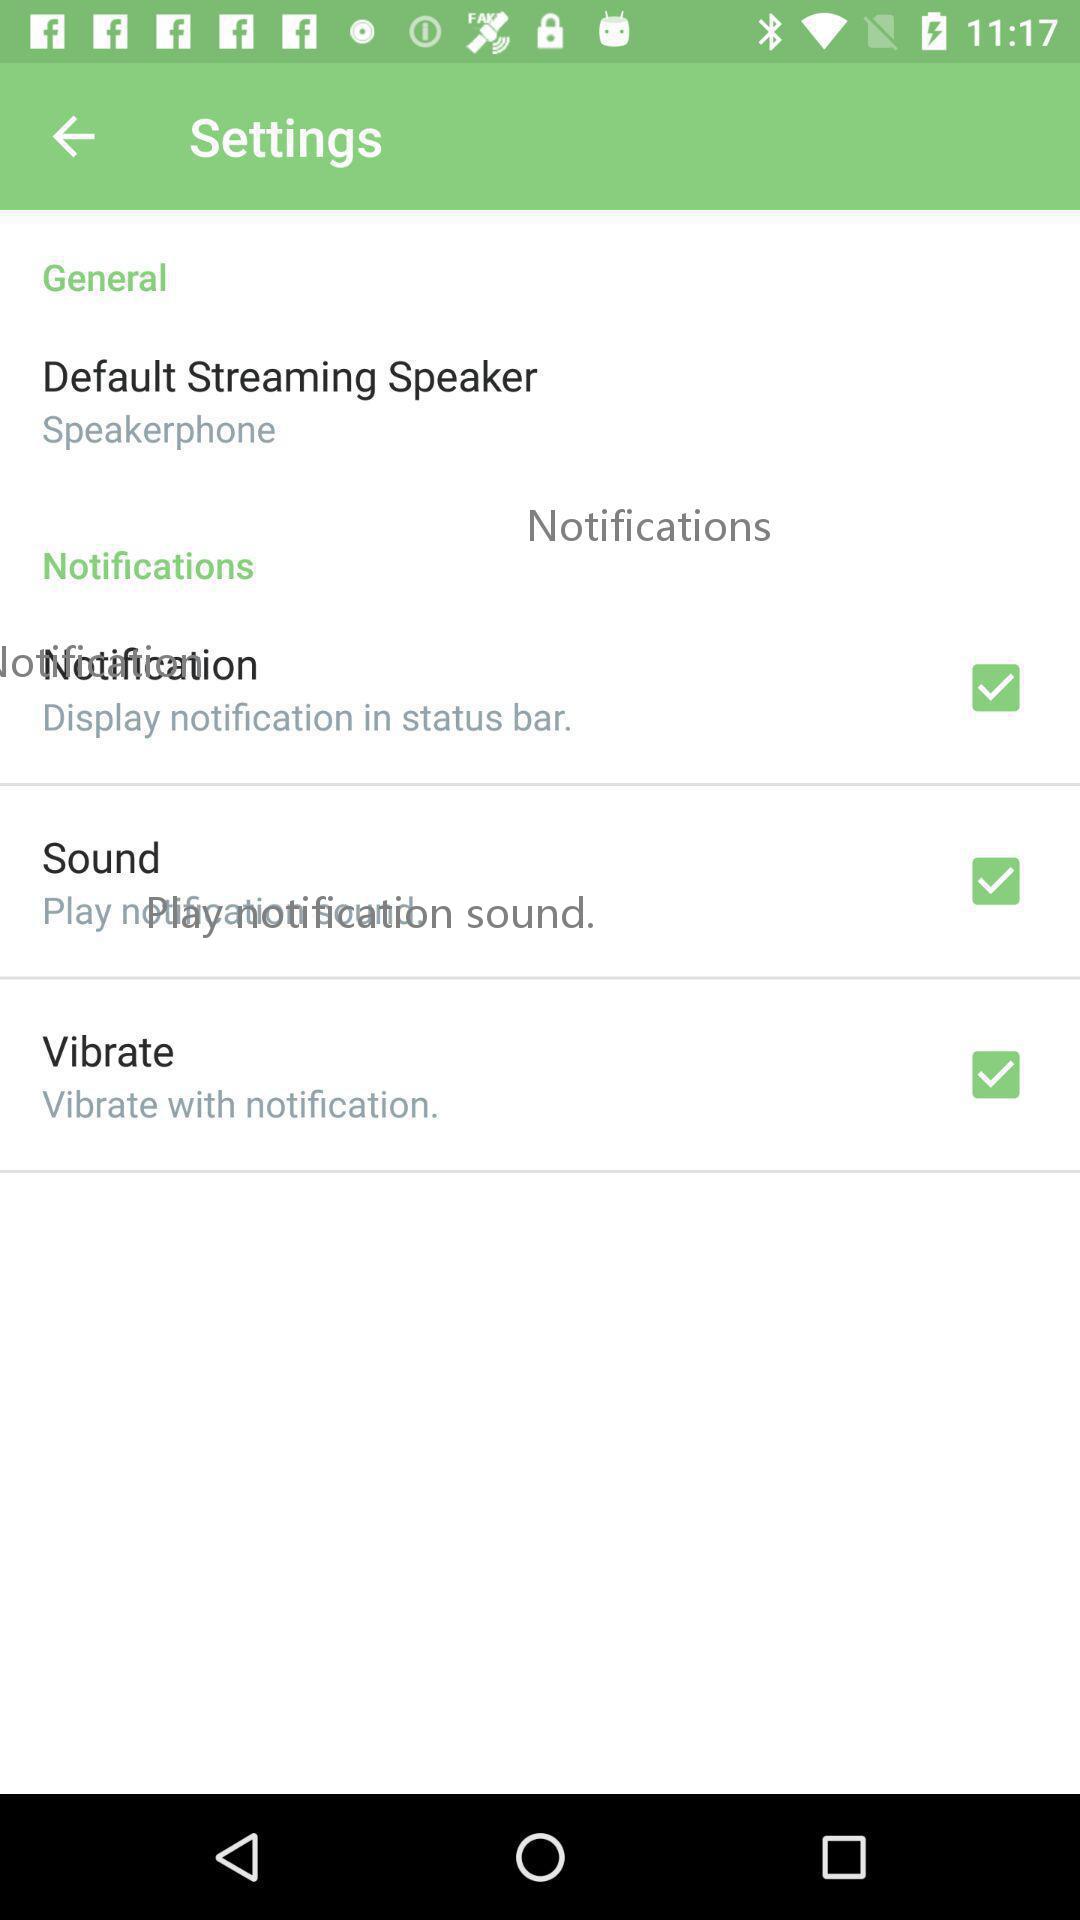 FAKE 11:17
Settings
General
Default Streaming Speaker
Speakerphone
Notifications
Notifications
Notification
Notification
Display notification in status bar.
Sound
Play notification sound.
Play notification sound.
Vibrate
Vibrate with notification.